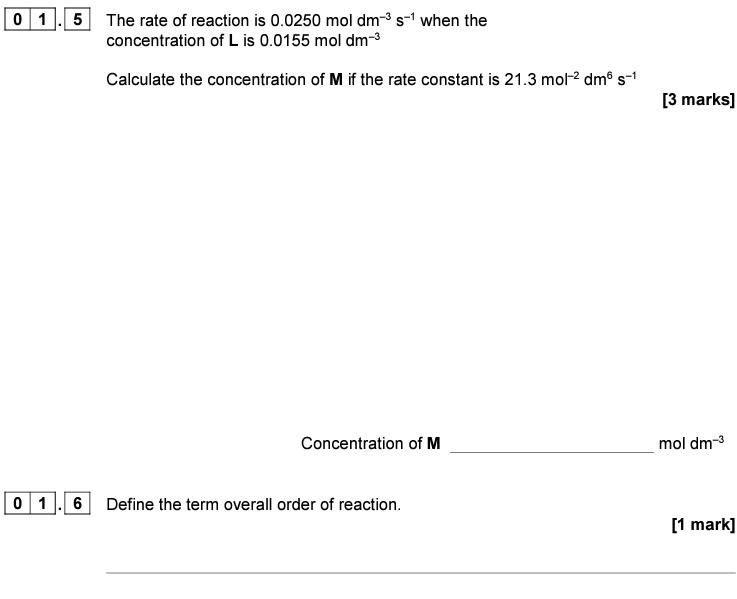 0 1 . 5 The rate of reaction is 0.0250 mol dm⁻³ s⁻¹ when the
concentration of L is 0.0155 mol dm⁻³
Calculate the concentration of M if the rate constant is 21.3 mol⁻² dm⁶ s⁻¹
[3 marks]
Concentration of M mol dm⁻³
0 1 . 6 Define the term overall order of reaction.
[1 mark]